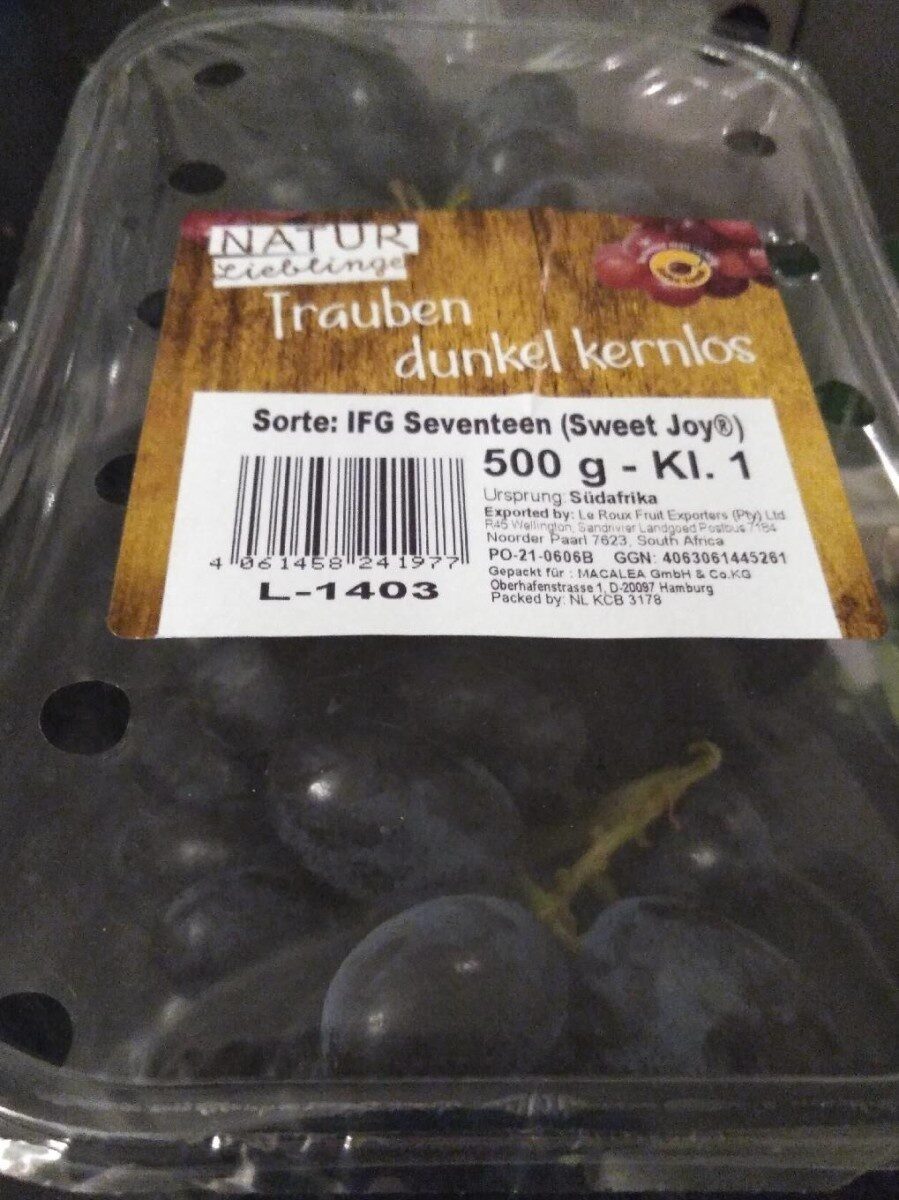 NATUR
Lieblinge
Trauben
dunkel kernlos
Sorte: IFG Seventeen (Sweet Joy®)
500 g - Kl. 1
Ursprung: Südafrika
Exported by: Le Roux Fruit Exporters (Pty) Ltd
R45 Wellington, Sandrivier Landgoed Postbus 7184
Noorder Paarl 7623, South Africa
PO-21-0606B GGN: 4063061445261
Gepackt für : MACALEA GmbH & Co.KG
Oberhafenstrasse 1, D-20097 Hamburg
Packed by: NL KCB 3178
4 061458 241977
L-1403